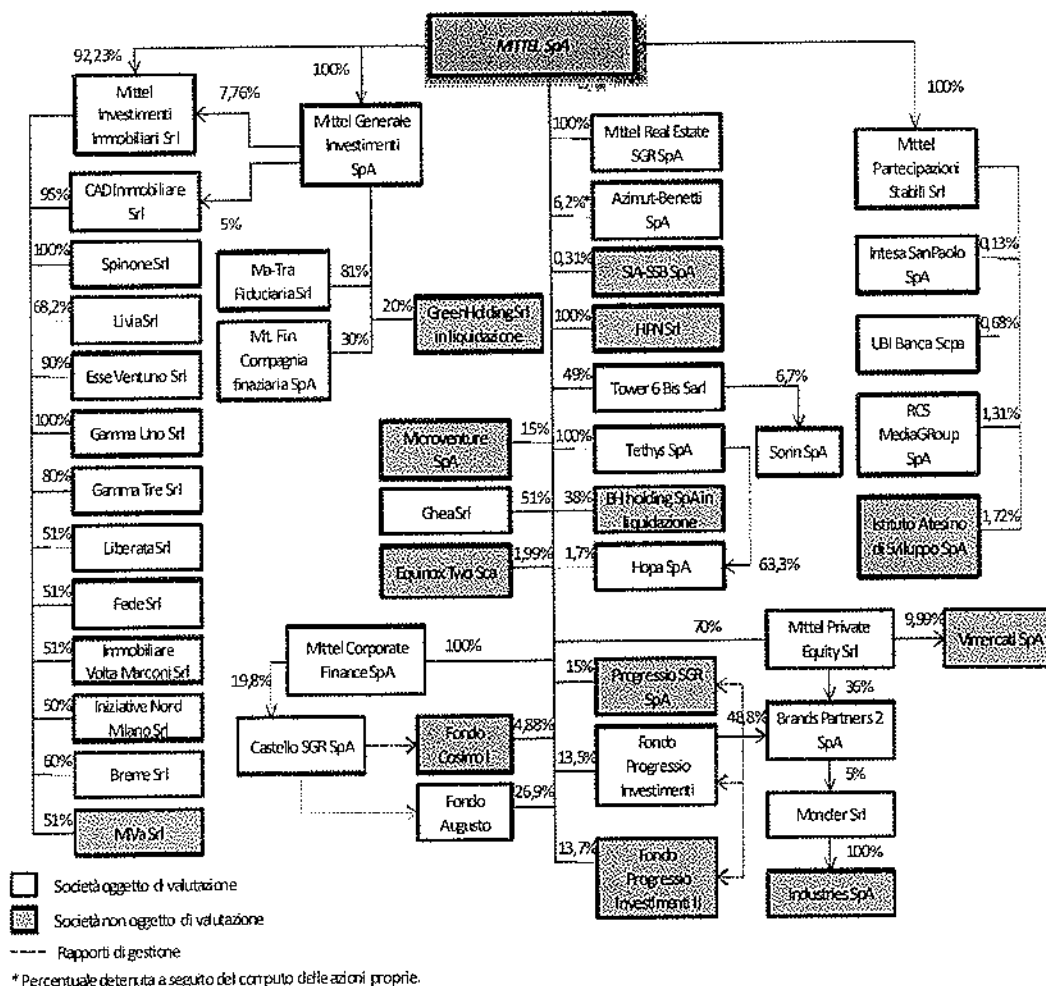 MITTEL SpA
92,23%
100%
100%
Mittel
Investimenti
Immobiliari Srl
7,76%
Mittel Generale
Investimenti
SpA
CAD Immobiliare
Srl
95%
5%
100%
Spinone Srl
68,2%
Livia Srl
90%
Esse Ventuno Srl
100%
Gamma Uno Srl
80%
Gamma Tre Srl
51%
Liberata Srl
51%
Fede Srl
51%
Immobiliare
Volta Marconi Srl
50%
Iniziative Nord
Milano Srl
60%
Breme Srl
51%
MiVa Srl
Ma-Tra
Fiduciaria Srl
81%
Mt. Fin
Compagnia
finaziaria SpA
30%
20%
Green Holding Srl
in liquidazione
100%
Mittel Real Estate
SGR SpA
6,2%*
Azimut-Benetti
SpA
0,31%
SIA-SSB SpA
100%
HPN Srl
49%
Tower 6 Bis Sarl
6,7%
Sorin SpA
Microventure
SpA
15%
100%
Tethys SpA
Ghea Srl
51%
38%
BH holding SpA in
liquidazione
Equinox Two Sca
1,99%
1,7%
Hopa SpA
63,3%
Mittel
Partecipazioni
Stabili Srl
Intesa SanPaolo
SpA
0,13%
UBI Banca Scpa
0,68%
RCS
MediaGRoup
SpA
1,31%
Istituto Atesino
di Sviluppo SpA
1,72%
Mittel Corporate
Finance SpA
100%
19,8%
Castello SGR SpA
Fondo
Cosimo I
4,88%
Fondo
Augusto
26,9%
70%
Mittel Private
Equity Srl
9,99%
Vimercati SpA
15%
Progressio SGR
SpA
36%
48,8%
Brands Partners 2
SpA
13,5%
Fondo
Progressio
Investimenti
5%
Moncler Srl
13,7%
Fondo
Progressio
Investimenti II
100%
Industries SpA
Società oggetto di valutazione
Società non oggetto di valutazione
Rapporti di gestione
* Percentuale detenuta a seguito del computo delle azioni proprie.